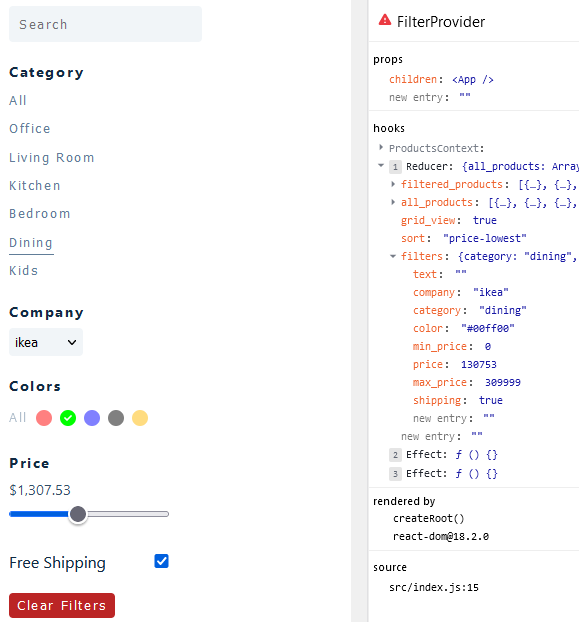 Search
Category
All
Office
Living Room
Kitchen
Bedroom
Dining
Kids
Company
ikea
Colors
All
Price
$1,307.53
Free Shipping
Clear Filters
FilterProvider
props
children: <App />
new entry: ""
hooks
ProductsContext:
1 Reducer: {all_products: Array
filtered_products: [{…}, {…},
all_products: [{…}, {…}, {…},
grid_view: true
sort: "price-lowest"
filters: {category: "dining",
text: ""
company: "ikea"
category: "dining"
color: "#00ff00"
min_price: 0
price: 130753
max_price: 309999
shipping: true
new entry: ""
new entry: ""
2 Effect: ƒ () {}
3 Effect: ƒ () {}
rendered by
createRoot()
react-dom@18.2.0
source
src/index.js:15